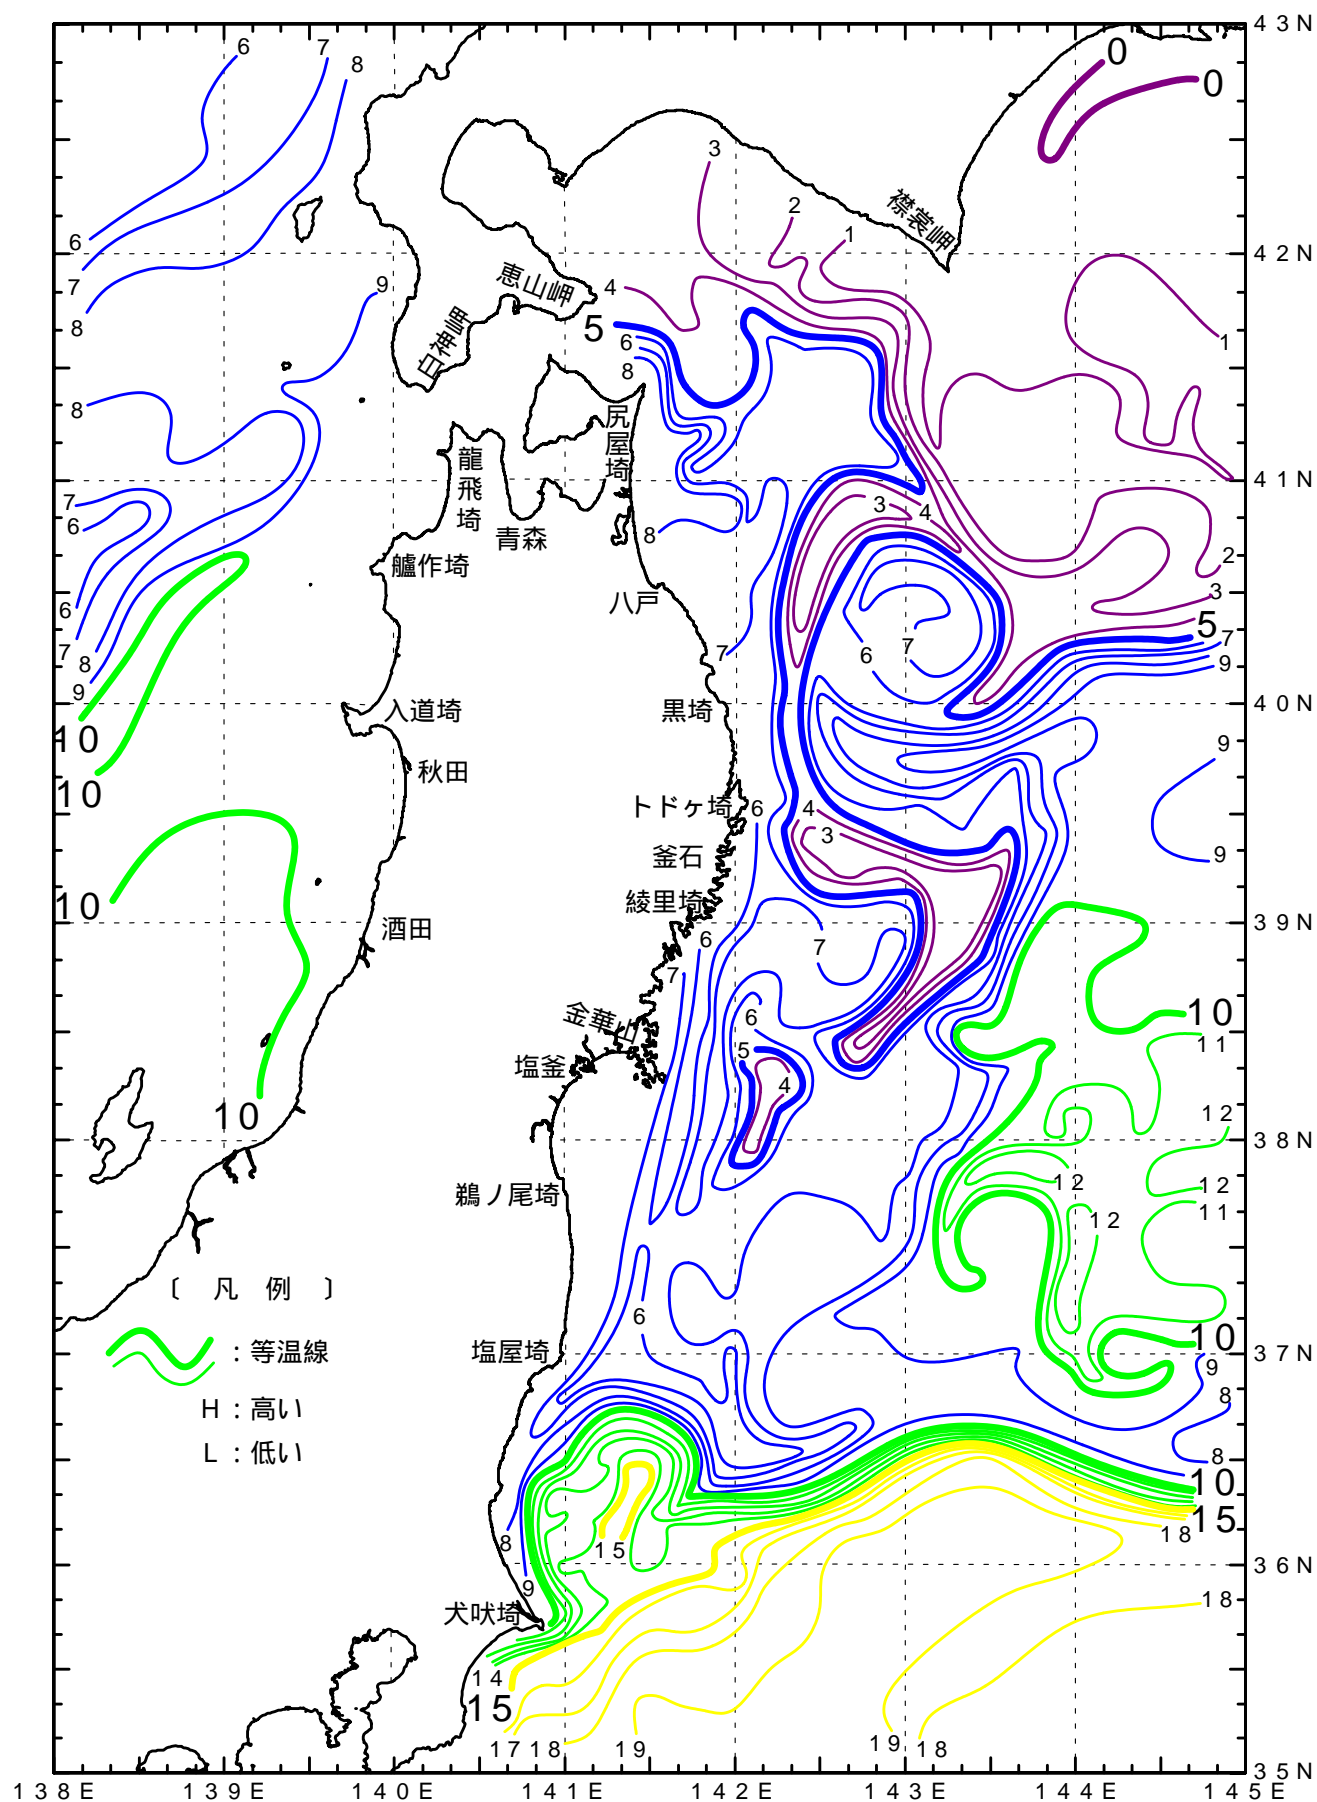 43N
6
7
8
0
0
3
2
1
襟裳岬
6
42N
恵山岬
4
7
9
5
8
白神岬
6
1
8
8
尻屋埼
龍飛埼
41N
7
3
4
6
8
青森
2
艫作埼
3
6
八戸
5
7
7
6
7
8
9
9
40N
入道埼
黒埼
10
9
秋田
10
トドヶ埼
6
4
3
9
釜石
綾里埼
10
39N
酒田
6
7
7
金華山
6
10
11
5
塩釜
4
10
12
38N
12
12
鵜ノ尾埼
12
11
〔 凡 例 〕
6
10
:等温線
塩屋埼
37N
9
8
H:高い
L:低い
8
10
15
18
8
15
36N
9
犬吠埼
18
14
15
17
18
19
19
18
35N
138E
139E
140E
141E
142E
143E
144E
145E